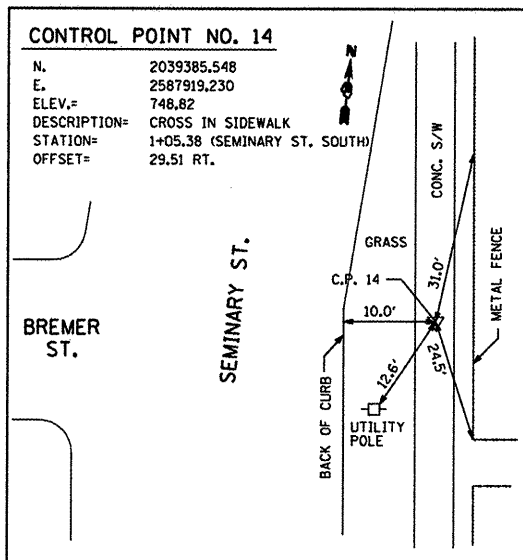 CONTROL POINT NO. 14
N. 2039385.548
E. 2587919.230
ELEV.= 748.82
DESCRIPTION= CROSS IN SIDEWALK
STATION= 1+05.38 (SEMINARY ST. SOUTH)
OFFSET= 29.51 RT.
N
CONC. S/W
GRASS
C.P. 14
31.0'
METAL FENCE
SEMINARY ST.
BREMER
ST.
10.0'
24.5'
12.6'
BACK OF CURB
UTILITY
POLE